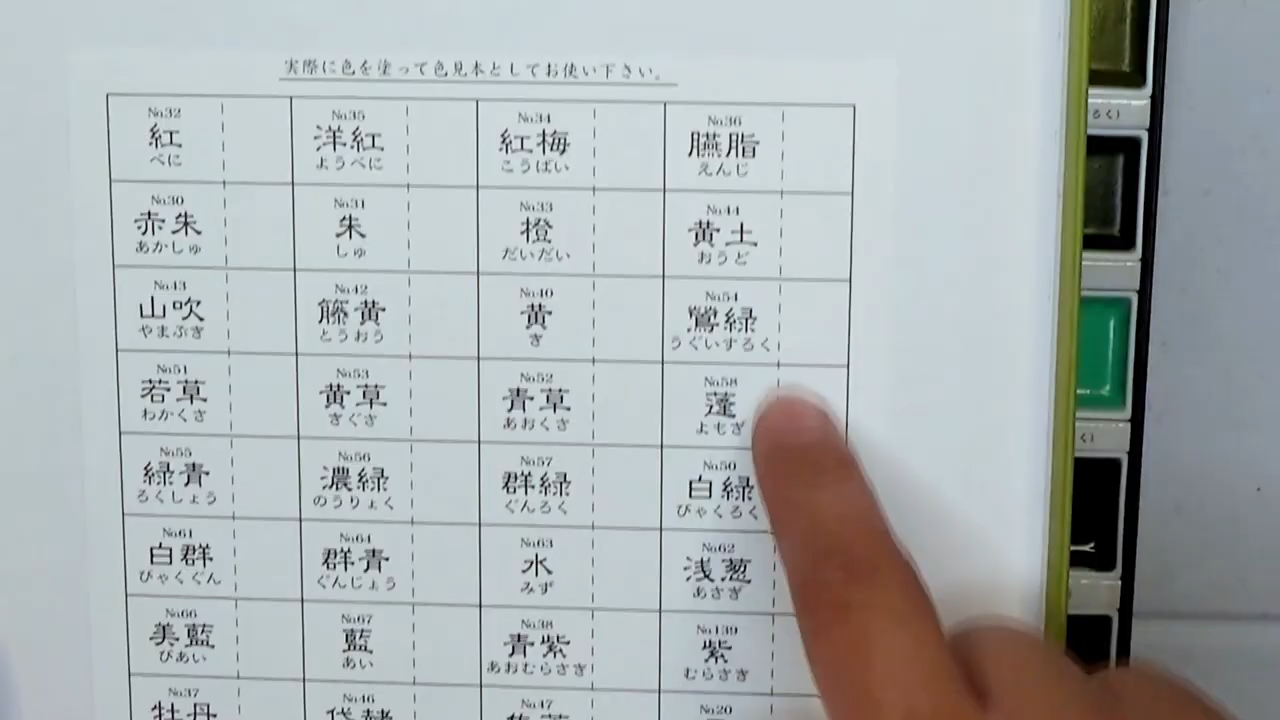 実際に色を塗って色見本としてお使い下さい。
No.32 No.35 No.34 No.36
紅 洋紅 紅梅 臙脂
べに ようべに こうばい えんじ
No.30 No.31 No.33 No.44
赤朱 朱 橙 黄土
あかしゅ しゅ だいだい おうど
No.43 No.42 No.40 No.54
山吹 籐黄 黄 鶯緑
やまぶき とうおう き うぐいすろく
No.51 No.53 No.52 No.58
若草 黄草 青草 蓬
わかくさ きぐさ あおくさ よもぎ
No.55 No.56 No.57 No.50
緑青 濃緑 群緑 白緑
ろくしょう のうりょく ぐんろく びゃくろく
No.61 No.64 No.63 No.62
白群 群青 水 浅葱
びゃくぐん ぐんじょう みず あさぎ
No.66 No.67 No.38 No.139
美藍 藍 青紫 紫
びあい あい あおむらさき むらさき
No.37 No.46 No.47 No.20
牡丹 岱赭